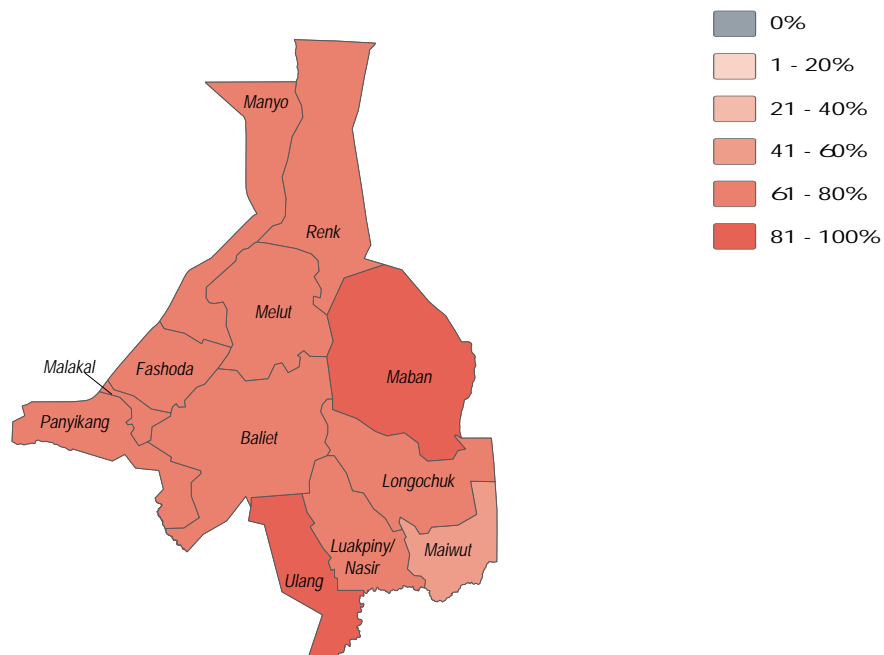 0%
1 - 20%
21 - 40%
41 - 60%
61 - 80%
81 - 100%
Manyo
Renk
Melut
Malakal
Fashoda
Maban
Panyikang
Baliet
Longochuk
Luakpiny/
Nasir
Maiwut
Ulang